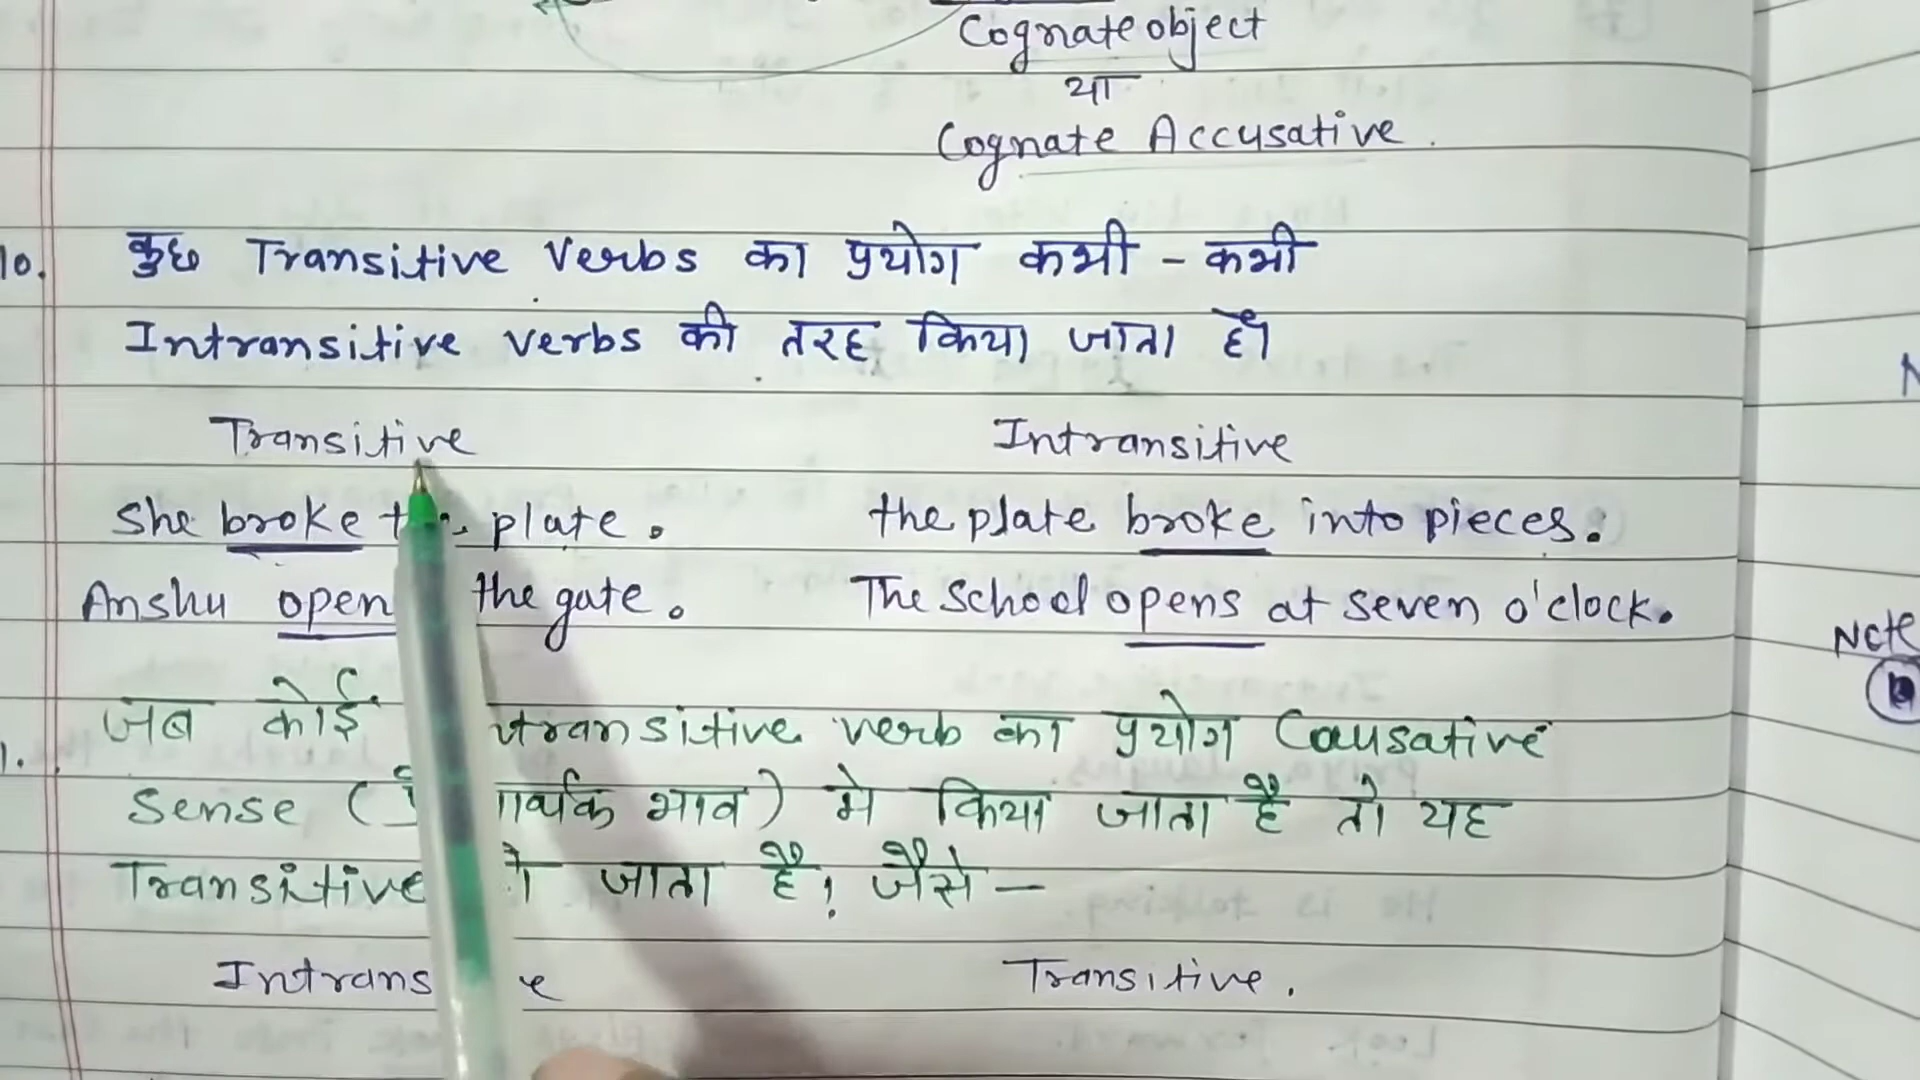 Cognate object
या
Cognate Accusative.
10. कुछ Transitive Verbs का प्रयोग कभी - कभी
Intransitive verbs की तरह किया जाता है।
Transitive Intransitive
She broke plate. the plate broke into pieces.
Anshu open the gate. The School opens at seven o'clock.
जब कोई verb का प्रयोग Causative
Sense ( भाव) मे किया जाता है तो यह
Transitive जाता है। जैसे —
Transitive.
Note